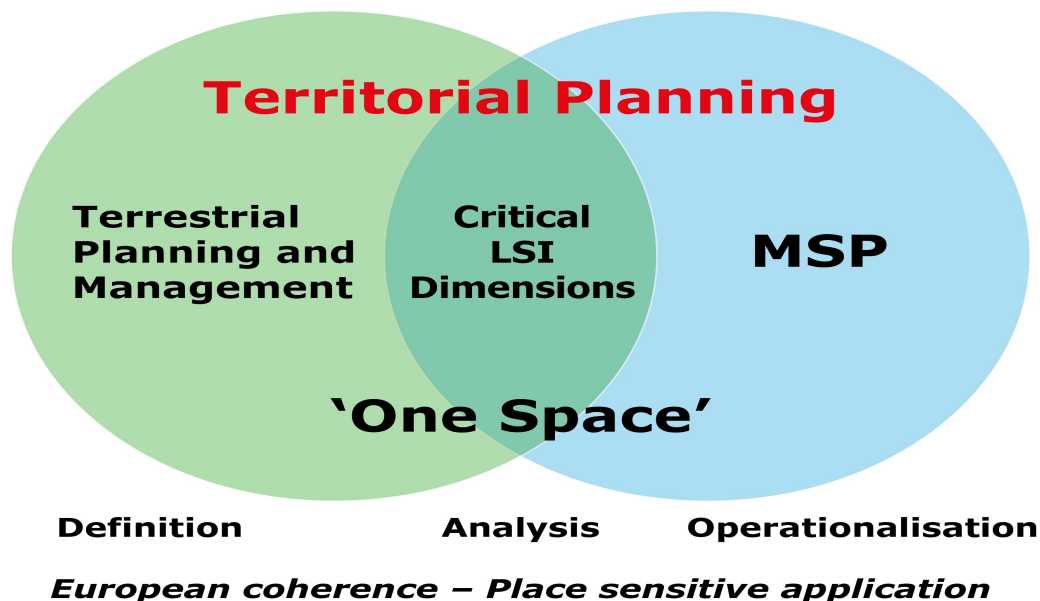 Territorial Planning
Terrestrial
Planning and
Management
Critical
LSI
Dimensions
MSP
‘One Space’
Definition
Analysis
Operationalisation
European coherence – Place sensitive application